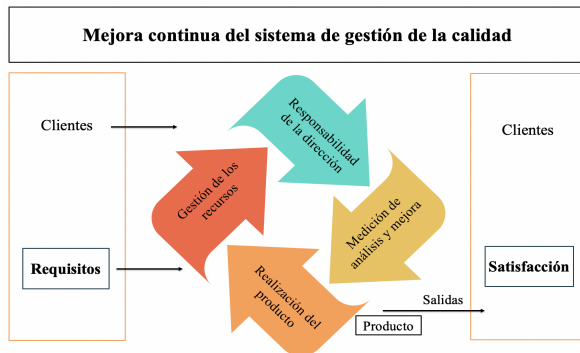 Mejora continua del sistema de gestión de la calidad
Clientes
Requisitos
Responsabilidad
de la dirección
Gestión de los
recursos
Medición de
análisis y mejora
Realización del
producto
Salidas
Producto
Clientes
Satisfacción